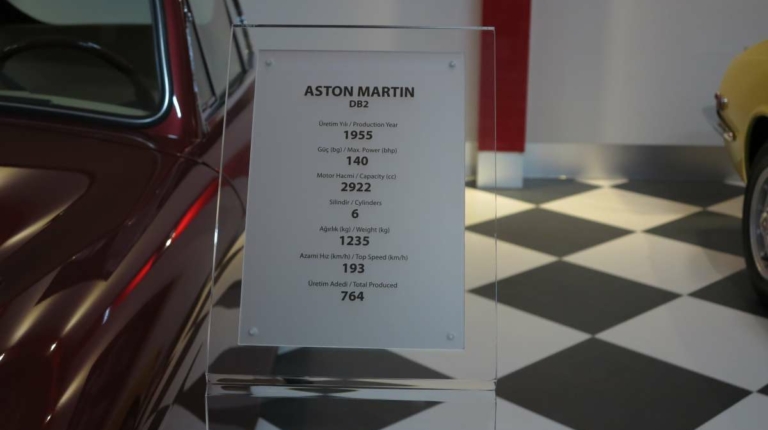 ASTON MARTIN
DB2
Üretim Yılı / Production Year
1955
Güç (bg) / Max. Power (bhp)
140
Motor Hacmi / Capacity (cc)
2922
Silindir / Cylinders
6
Ağırlık (kg) / Weight (kg)
1235
Azami Hız (km/h) / Top Speed (km/h)
193
Üretim Adedi / Total Produced
764